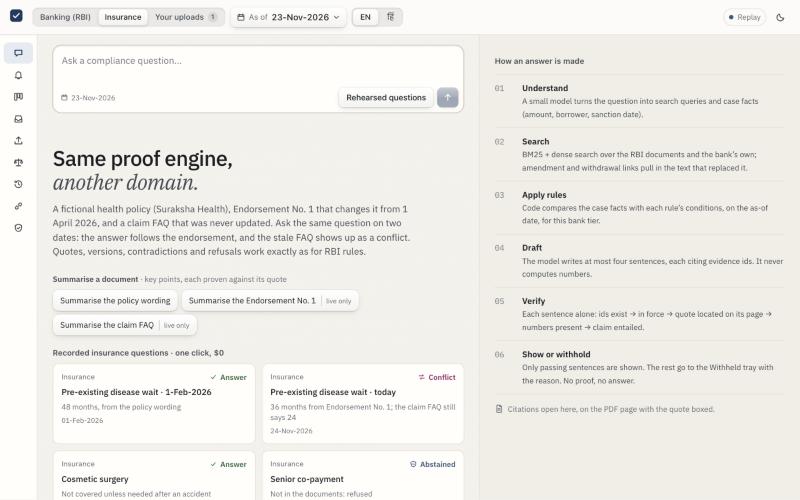 Banking (RBI) Insurance Your uploads 1 As of 23-Nov-2026 EN हिं Replay
Ask a compliance question...
23-Nov-2026 Rehearsed questions
Same proof engine,
another domain.
A fictional health policy (Suraksha Health), Endorsement No. 1 that changes it from 1
April 2026, and a claim FAQ that was never updated. Ask the same question on two
dates: the answer follows the endorsement, and the stale FAQ shows up as a conflict.
Quotes, versions, contradictions and refusals work exactly as for RBI rules.
Summarise a document · key points, each proven against its quote
Summarise the policy wording Summarise the Endorsement No. 1 live only
Summarise the claim FAQ live only
Recorded insurance questions · one click, $0
Insurance Answer
Pre-existing disease wait · 1-Feb-2026
48 months, from the policy wording
01-Feb-2026
Insurance Conflict
Pre-existing disease wait · today
36 months from Endorsement No. 1; the claim FAQ still
says 24
24-Nov-2026
Insurance Answer
Cosmetic surgery
Not covered unless needed after an accident
Insurance Abstained
Senior co-payment
Not in the documents: refused
How an answer is made
01 Understand
A small model turns the question into search queries and case facts
(amount, borrower, sanction date).
02 Search
BM25 + dense search over the RBI documents and the bank's own;
amendment and withdrawal links pull in the text that replaced it.
03 Apply rules
Code compares the case facts with each rule's conditions, on the as-of
date, for this bank tier.
04 Draft
The model writes at most four sentences, each citing evidence ids. It never
computes numbers.
05 Verify
Each sentence alone: ids exist → in force → quote located on its page →
numbers present → claim entailed.
06 Show or withhold
Only passing sentences are shown. The rest go to the Withheld tray with
the reason. No proof, no answer.
Citations open here, on the PDF page with the quote boxed.